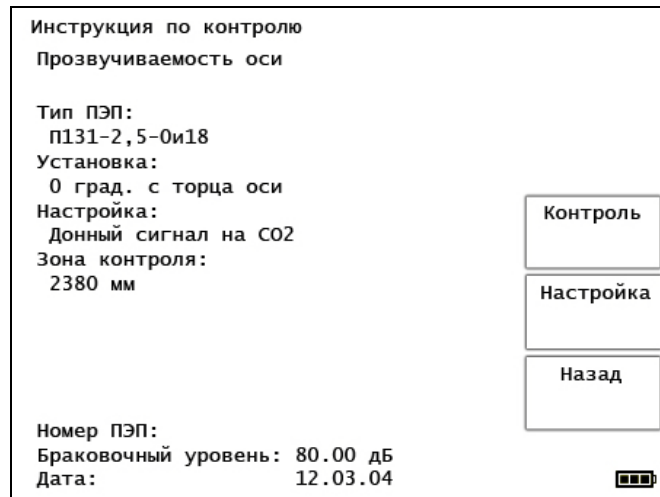 Инструкция по контролю
Прозвучиваемость оси
Тип ПЭП:
П131-2,5-0и18
Установка:
0 град. с торца оси
Настройка:
Донный сигнал на СО2
Зона контроля:
2380 мм
Контроль
Настройка
Назад
Номер ПЭП:
Браковочный уровень: 80.00 дБ
Дата: 12.03.04